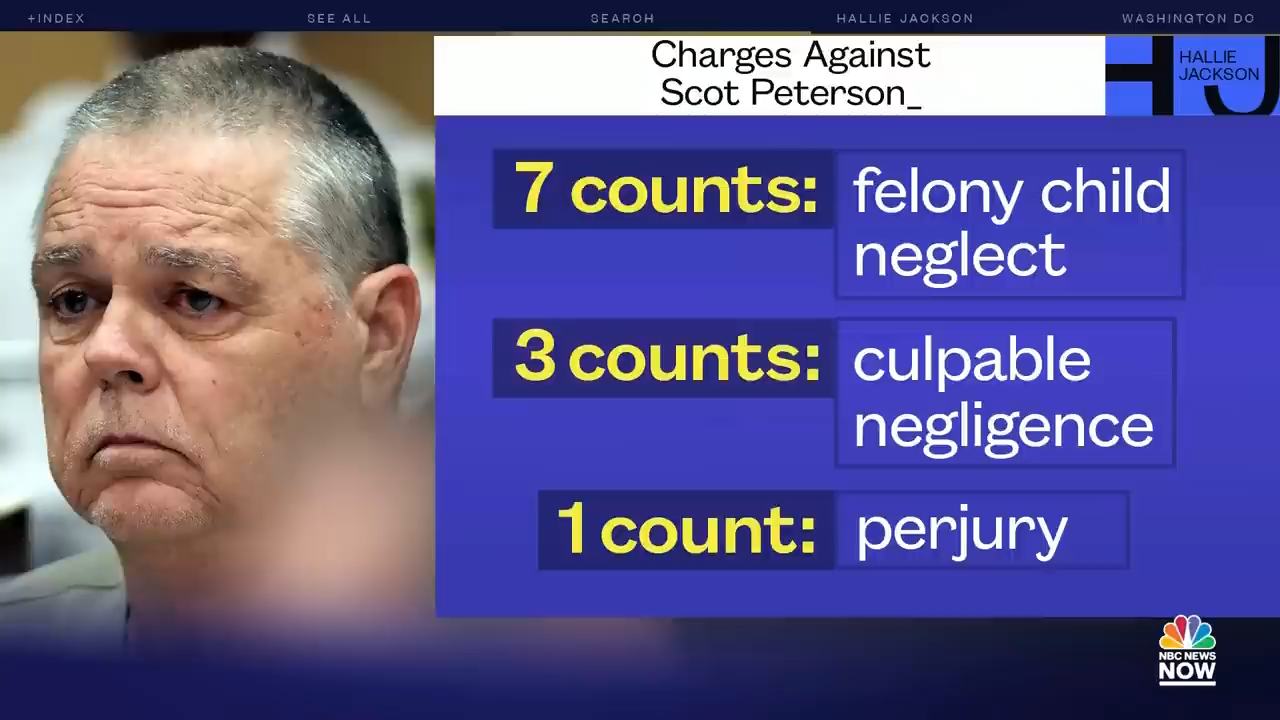 +INDEX
SEE ALL
SEARCH
HALLIE JACKSON
WASHINGTON DC
Charges Against
Scot Peterson_
HJ
HALLIE
JACKSON
7 counts:
felony child
neglect
3 counts:
culpable
negligence
1 count:
perjury
NBC NEWS
NOW